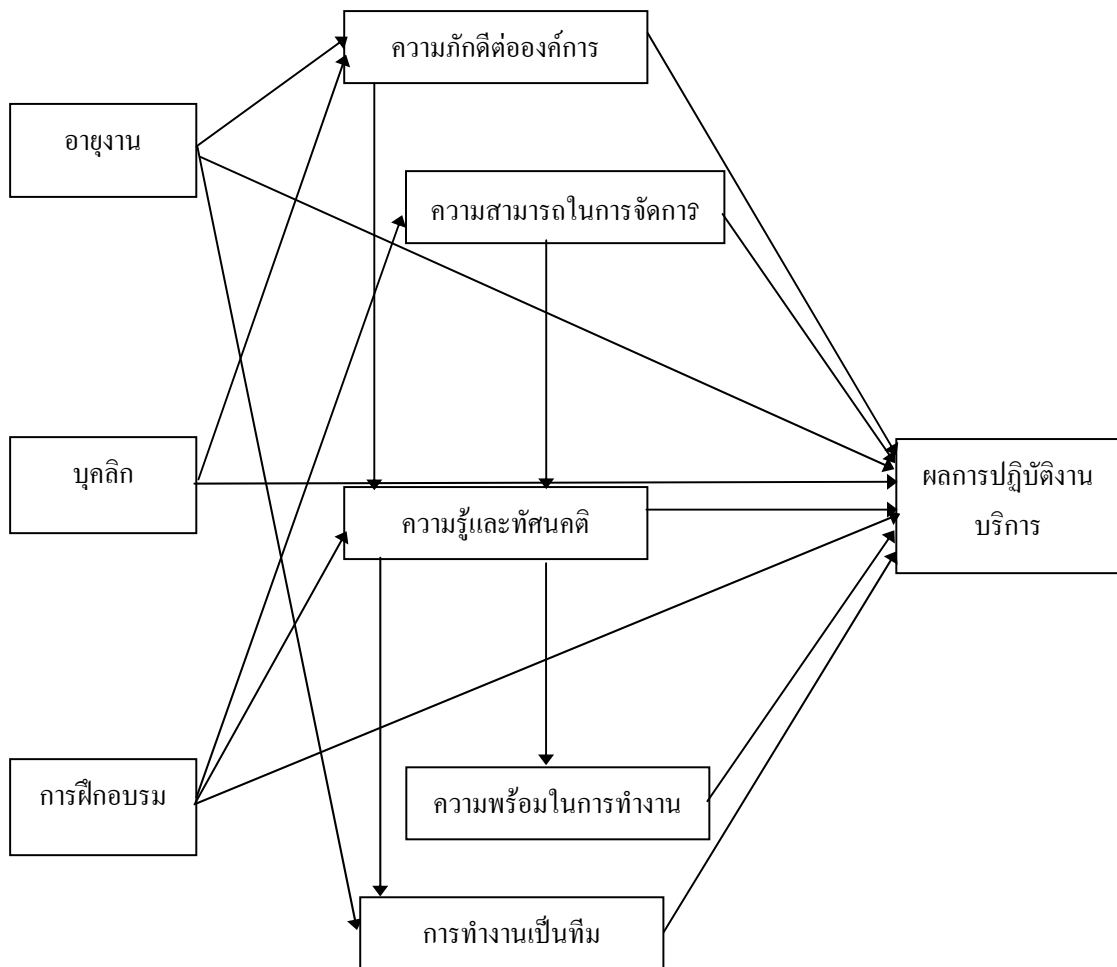 ความภักดีต่อองค์การ
อายุงาน
ความสามารถในการจัดการ
บุคลิก
ผลการปฏิบัติงาน
บริการ
ความรู้และทัศนคติ
การฝึกอบรม
ความพร้อมในการทำงาน
การทำงานเป็นทีม